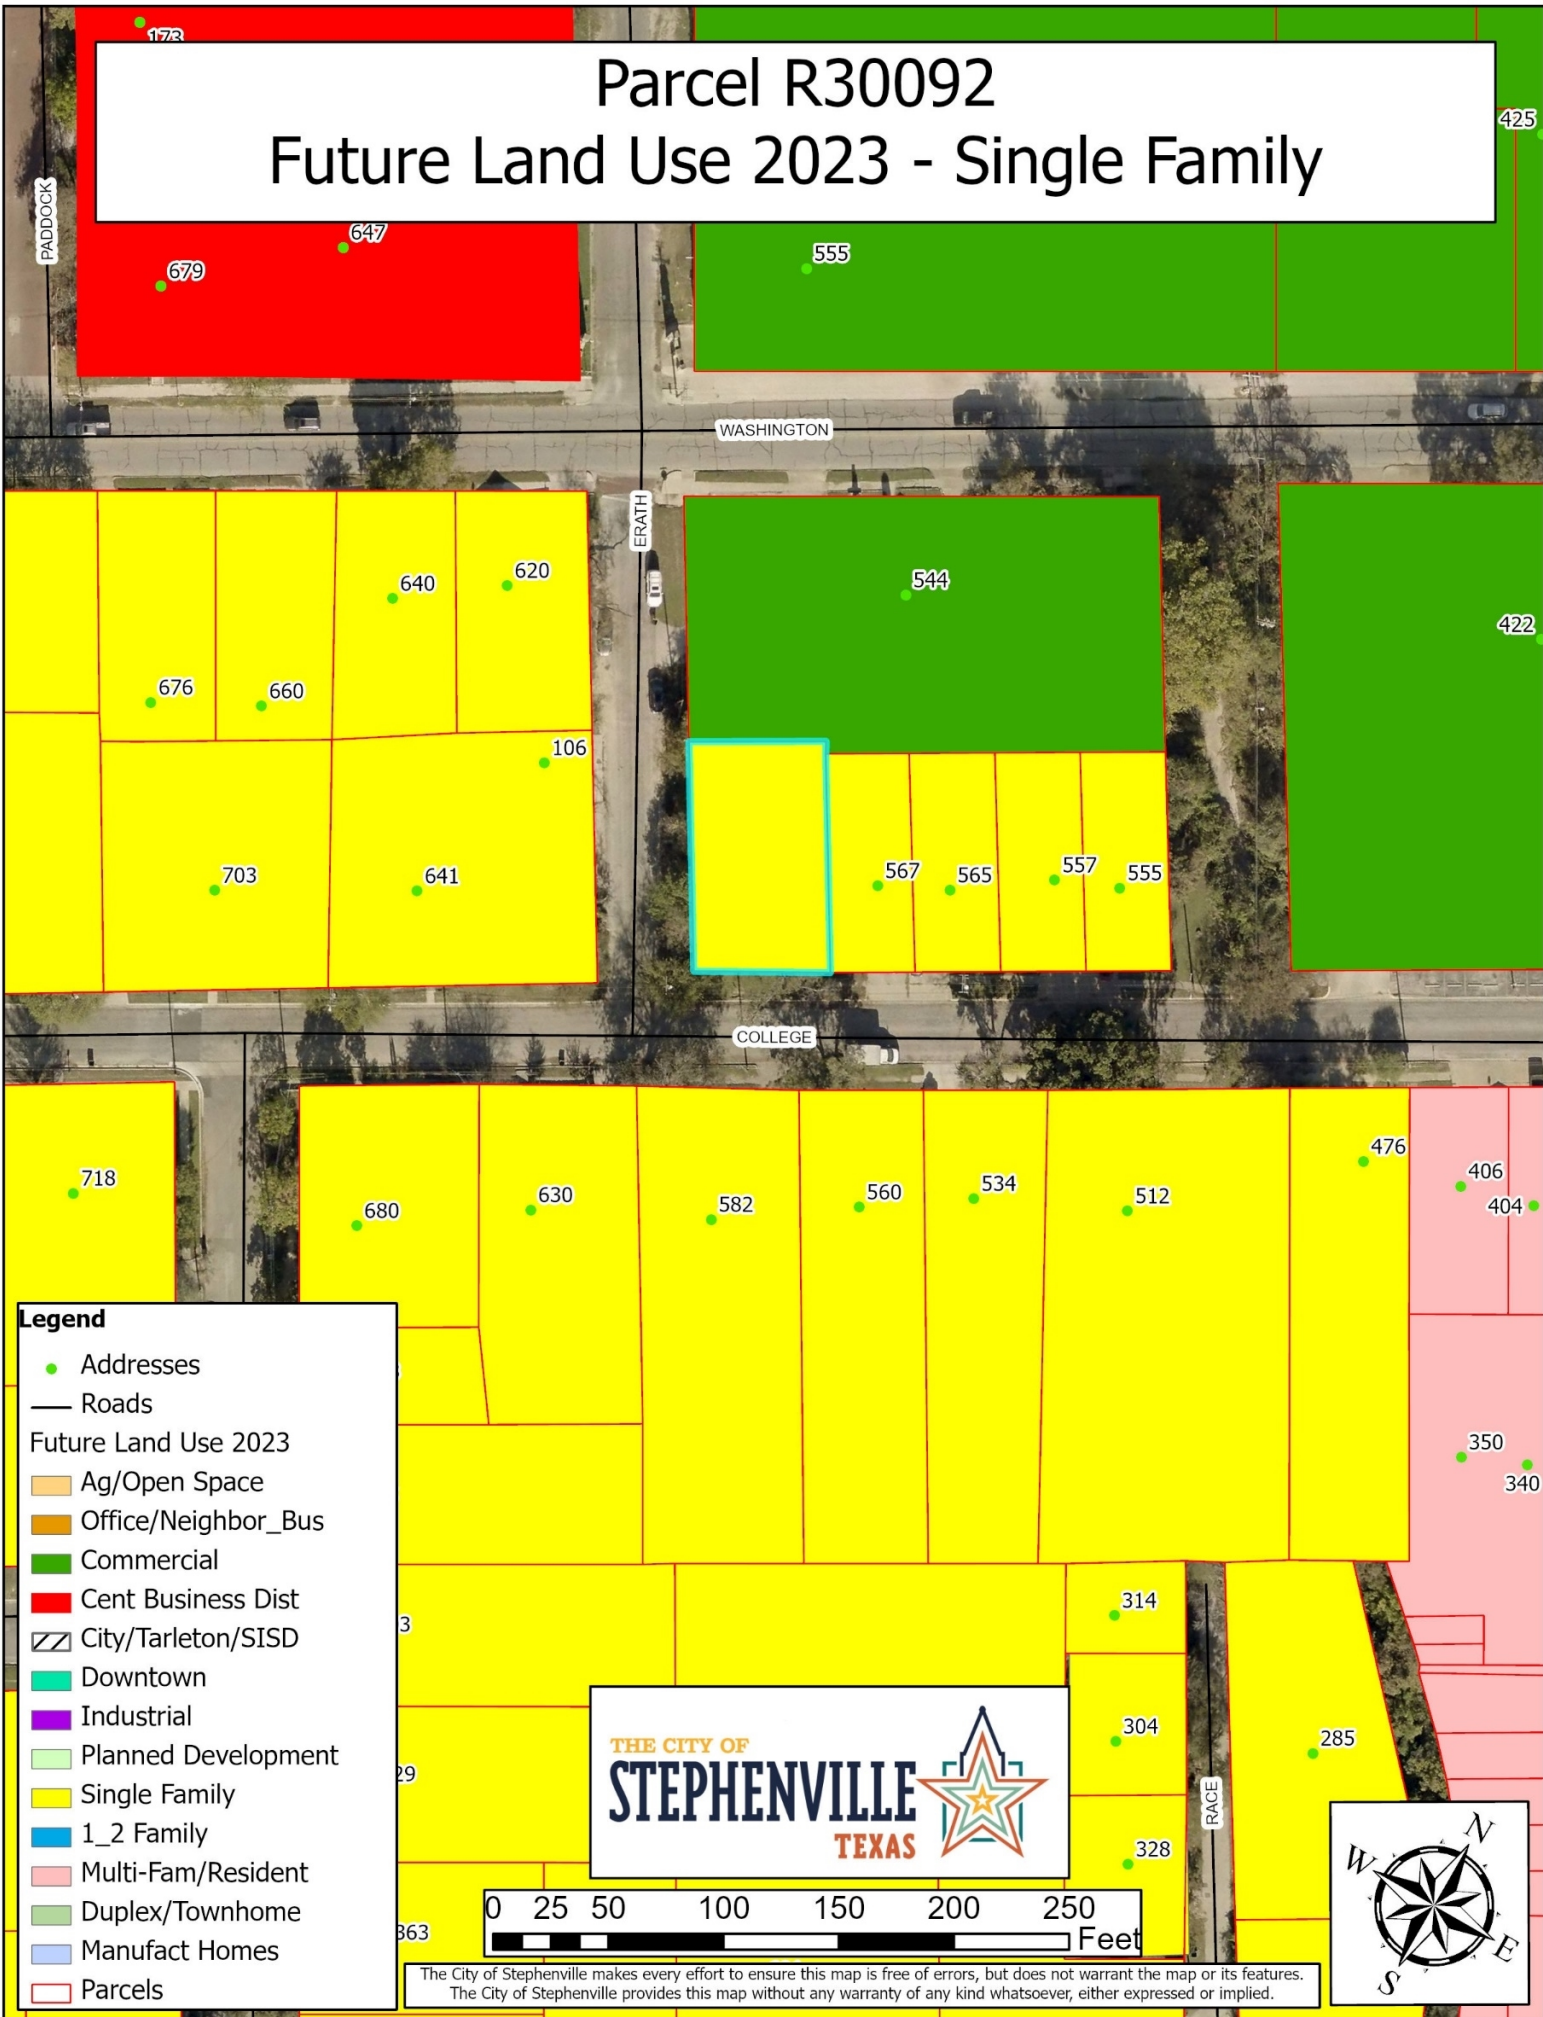 173
Parcel R30092
Future Land Use 2023 - Single Family
425
PADDOCK
647
679
555
WASHINGTON
ERATH
544
640
620
422
676
660
106
703
641
567
565
557
555
COLLEGE
718
680
630
582
560
534
512
476
406
404
350
340
Legend
Addresses
Roads
Future Land Use 2023
Ag/Open Space
Office/Neighbor_Bus
Commercial
Cent Business Dist
City/Tarleton/SISD
Downtown
Industrial
Planned Development
Single Family
1_2 Family
Multi-Fam/Resident
Duplex/Townhome
Manufact Homes
Parcels
3
29
363
314
304
328
285
RACE
THE CITY OF
STEPHENVILLE
TEXAS
0 25 50 100 150 200 250
Feet
N
W
E
S
The City of Stephenville makes every effort to ensure this map is free of errors, but does not warrant the map or its features.
The City of Stephenville provides this map without any warranty of any kind whatsoever, either expressed or implied.